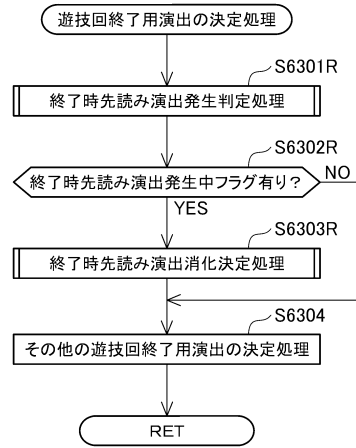 遊技回終了用演出の決定処理
S6301R
終了時先読み演出発生判定処理
S6302R
終了時先読み演出発生中フラグ有り？
NO
YES
S6303R
終了時先読み演出消化決定処理
S6304
その他の遊技回終了用演出の決定処理
RET